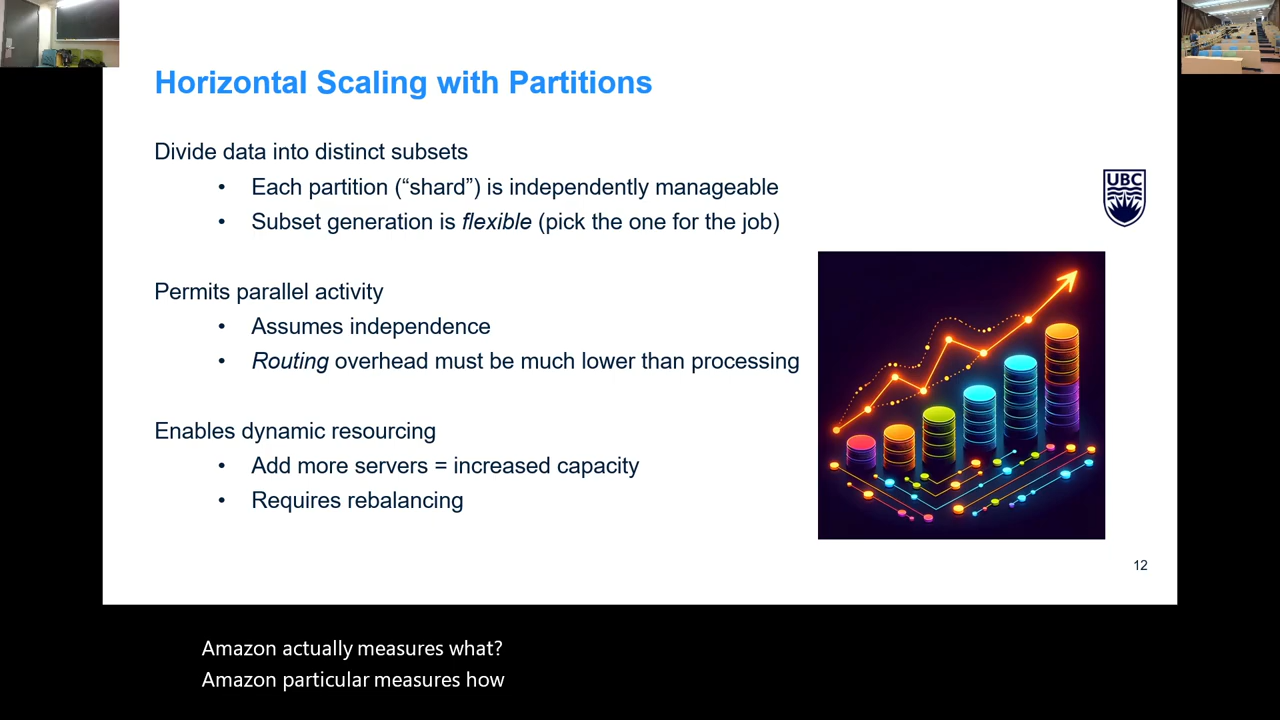 Horizontal Scaling with Partitions
Divide data into distinct subsets
• Each partition (“shard”) is independently manageable
• Subset generation is flexible (pick the one for the job)
UBC
Permits parallel activity
• Assumes independence
• Routing overhead must be much lower than processing
Enables dynamic resourcing
• Add more servers = increased capacity
• Requires rebalancing
12
Amazon actually measures what?
Amazon particular measures how